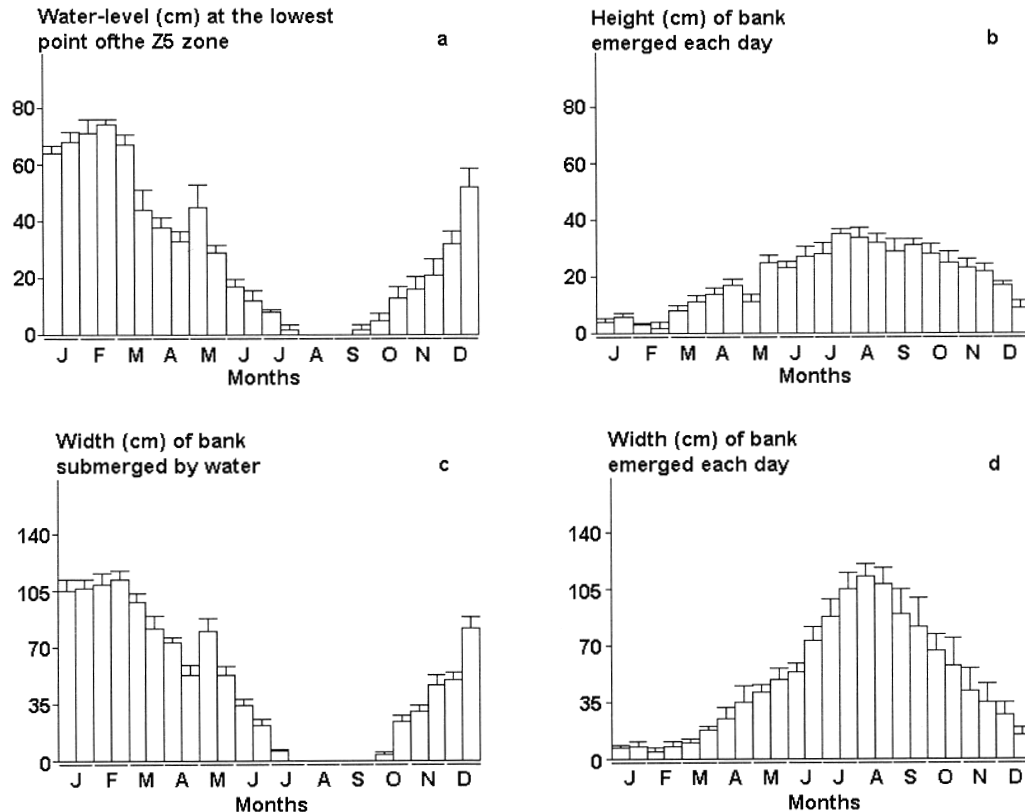 Water-level (cm) at the lowest
point ofthe Z5 zone
a
80
60
40
20
0
J F M A M J J A S O N D
Months
Height (cm) of bank
emerged each day
b
80
60
40
20
0
J F M A M J J A S O N D
Months
Width (cm) of bank
submerged by water
c
140
105
70
35
0
J F M A M J J A S O N D
Months
Width (cm) of bank
emerged each day
d
140
105
70
35
0
J F M A M J J A S O N D
Months